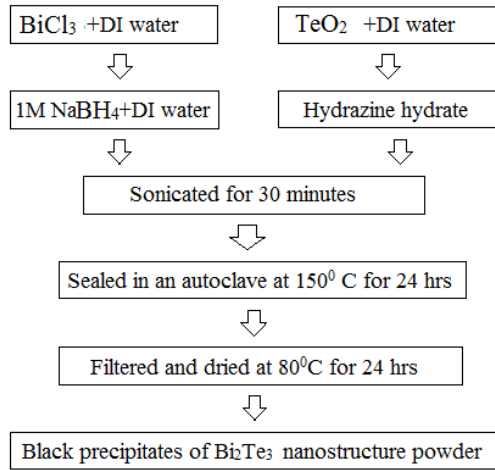 BiCl₃ +DI water
TeO₂ +DI water
1M NaBH₄+DI water
Hydrazine hydrate
Sonicated for 30 minutes
Sealed in an autoclave at 150⁰ C for 24 hrs
Filtered and dried at 80⁰C for 24 hrs
Black precipitates of Bi₂Te₃ nanostructure powder